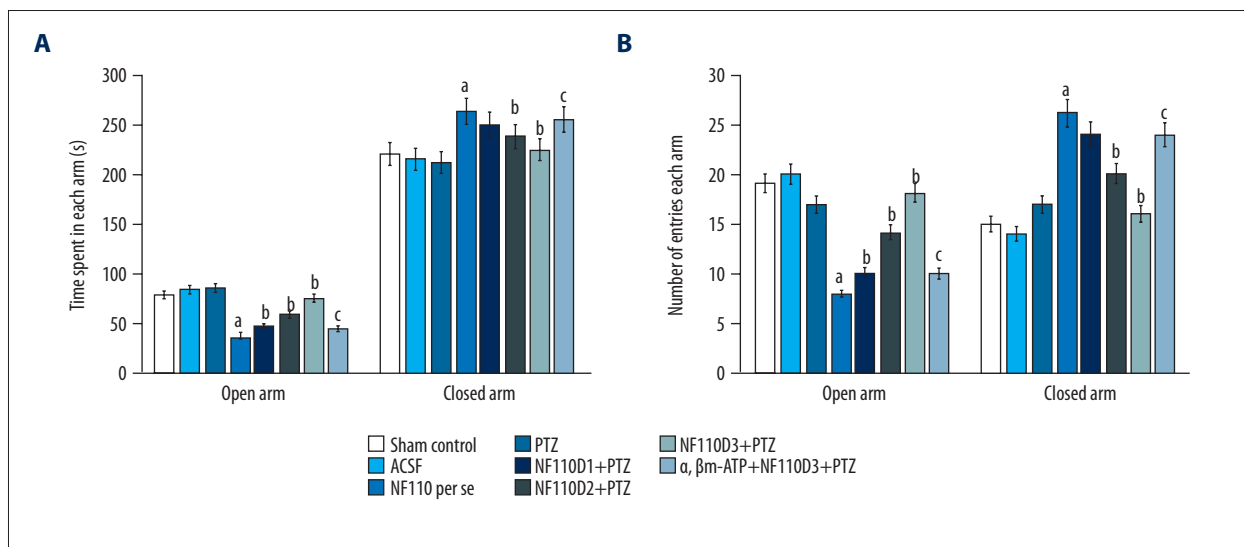 A
B
Time spent in each arm (s)
300
250
200
150
100
50
0
a
b
b
b
c
a
b
b
c
Open arm
Closed arm
Number of entries each arm
30
25
20
15
10
5
0
a
b
b
b
c
a
b
b
c
Open arm
Closed arm
Sham control
ACSF
NF110 per se
PTZ
NF110D1+PTZ
NF110D2+PTZ
NF110D3+PTZ
α, βm-ATP+NF110D3+PTZ